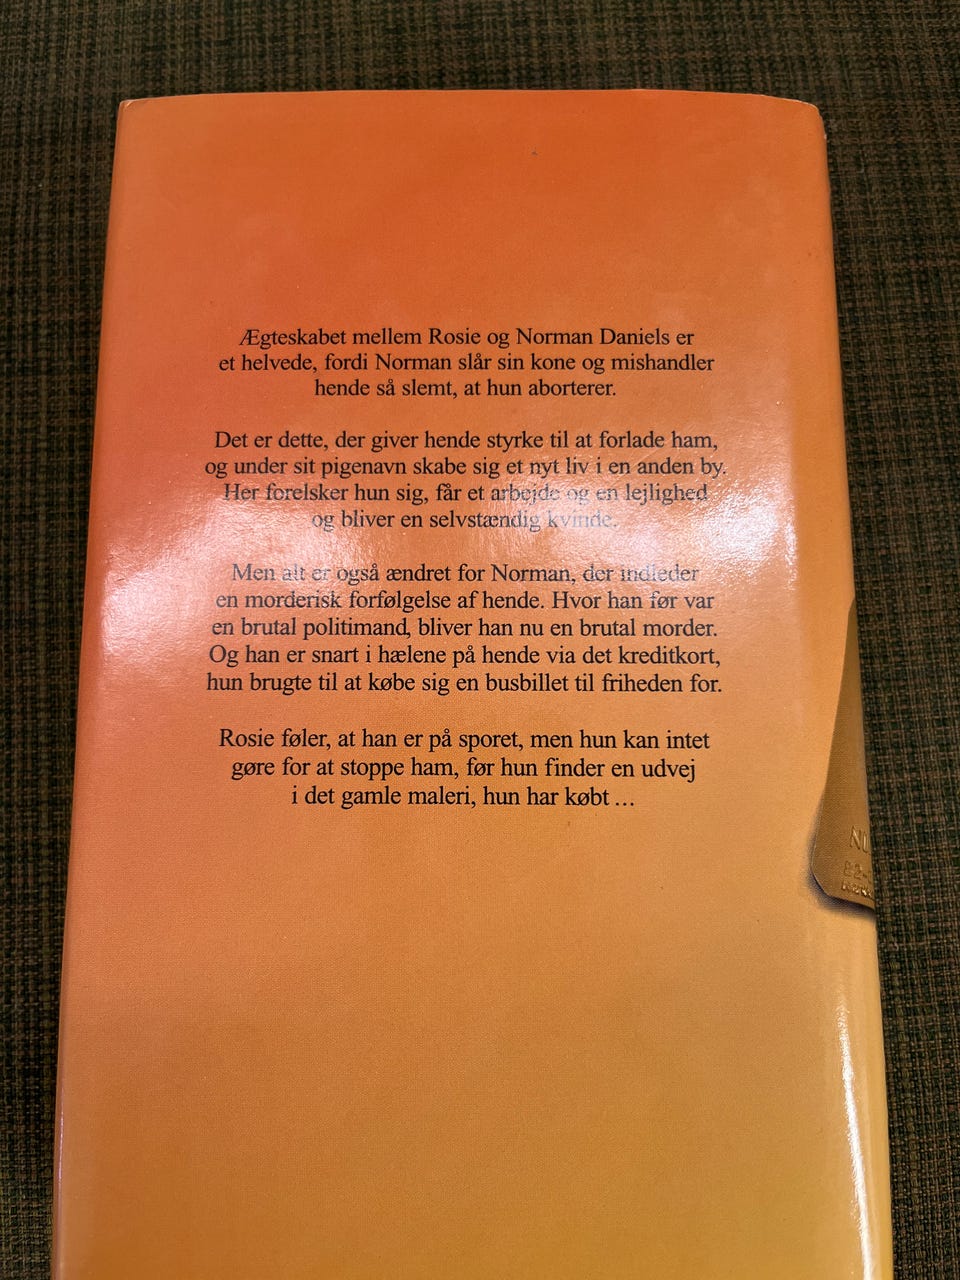 Ægteskabet mellem Rosie og Norman Daniels er
et helvede, fordi Norman slår sin kone og mishandler
hende så slemt, at hun aborterer.
Det er dette, der giver hende styrke til at forlade ham,
og under sit pigenavn skabe sig et nyt liv i en anden by.
Her forelsker hun sig, får et arbejde og en lejlighed
og bliver en selvstændig kvinde.
Men alt er også ændret for Norman, der indleder
en morderisk forfølgelse af hende. Hvor han før var
en brutal politimand, bliver han nu en brutal morder.
Og han er snart i hælene på hende via det kreditkort,
hun brugte til at købe sig en busbillet til friheden for.
Rosie føler, at han er på sporet, men hun kan intet
gøre for at stoppe ham, før hun finder en udvej
i det gamle maleri, hun har købt ...